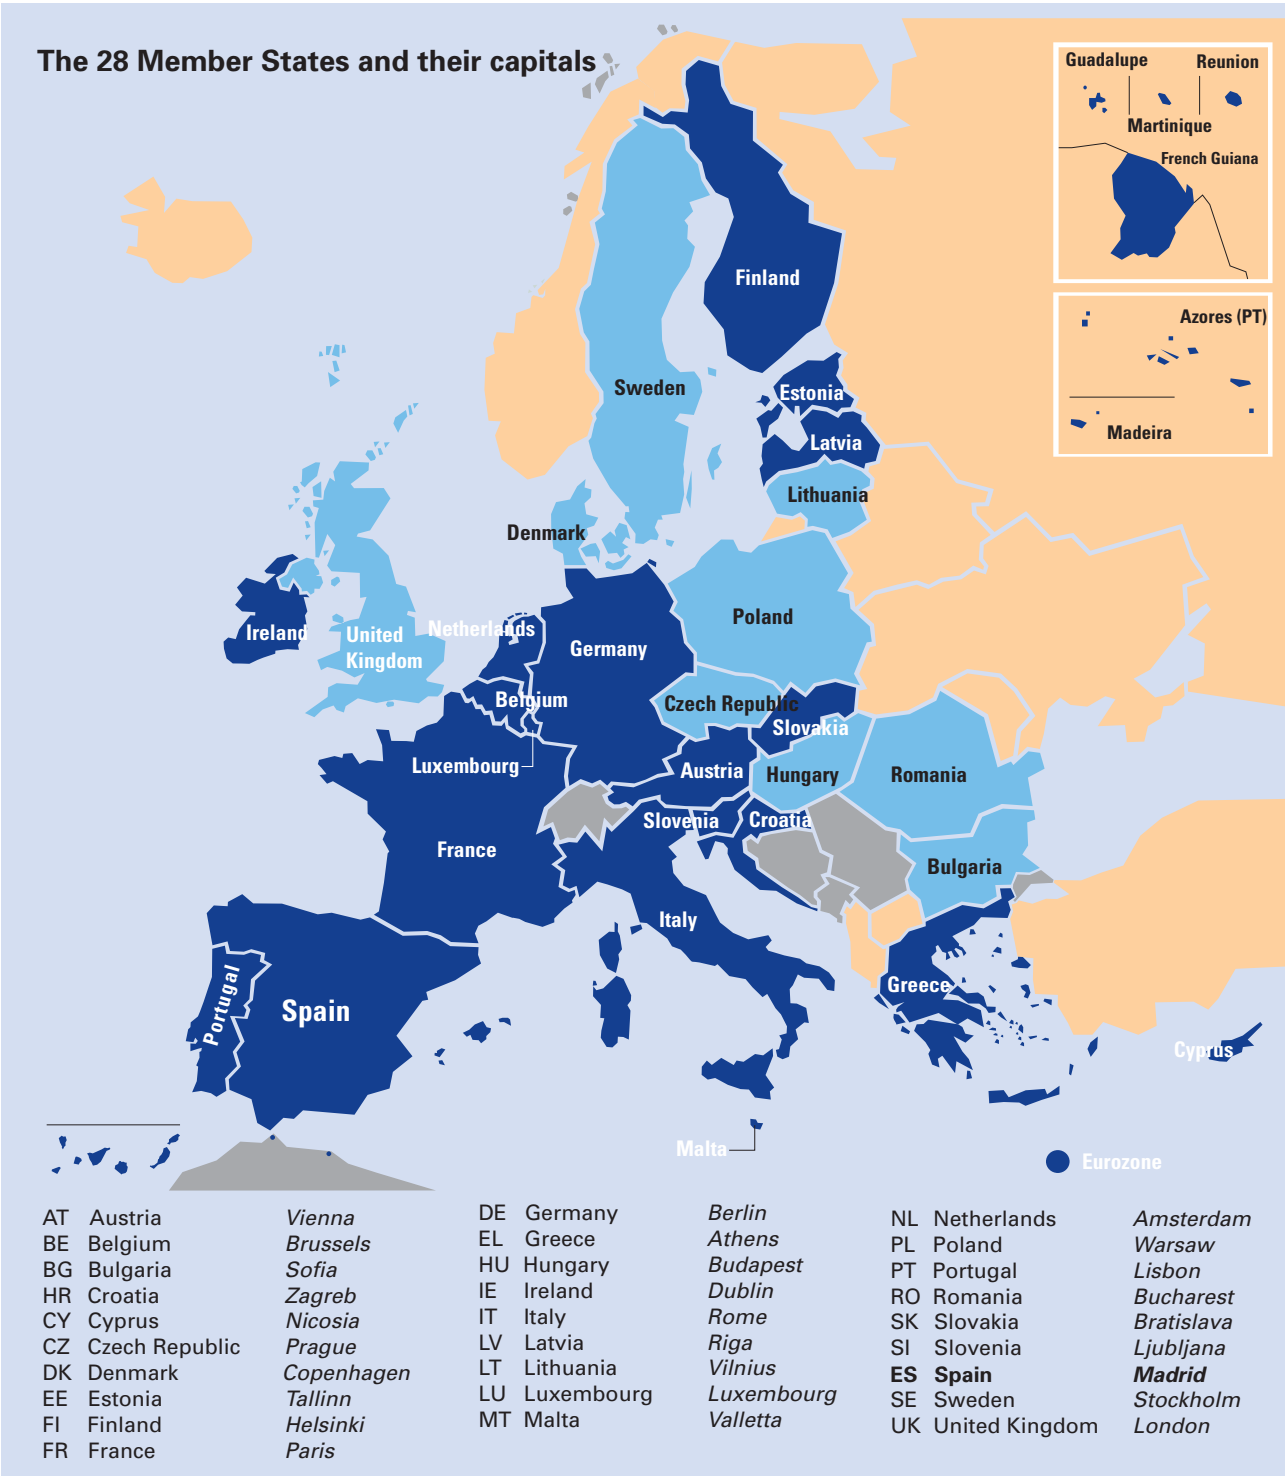 The 28 Member States and their capitals
Guadalupe
Reunion
Martinique
French Guiana
Azores (PT)
Madeira
Finland
Sweden
Estonia
Latvia
Lithuania
Denmark
Ireland
United
Kingdom
Netherlands
Germany
Poland
Belgium
Czech Republic
Slovakia
Luxembourg
Austria
Hungary
Romania
Slovenia
Croatia
France
Bulgaria
Italy
Portugal
Spain
Greece
Cyprus
Malta
Eurozone
AT Austria Vienna
BE Belgium Brussels
BG Bulgaria Sofia
HR Croatia Zagreb
CY Cyprus Nicosia
CZ Czech Republic Prague
DK Denmark Copenhagen
EE Estonia Tallinn
FI Finland Helsinki
FR France Paris
DE Germany Berlin
EL Greece Athens
HU Hungary Budapest
IE Ireland Dublin
IT Italy Rome
LV Latvia Riga
LT Lithuania Vilnius
LU Luxembourg Luxembourg
MT Malta Valletta
NL Netherlands Amsterdam
PL Poland Warsaw
PT Portugal Lisbon
RO Romania Bucharest
SK Slovakia Bratislava
SI Slovenia Ljubljana
ES Spain Madrid
SE Sweden Stockholm
UK United Kingdom London